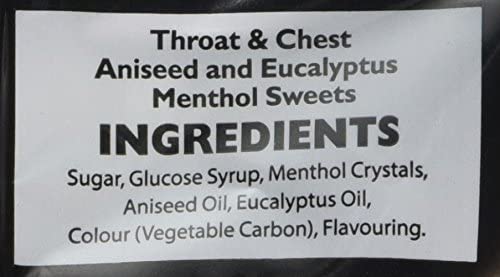 Throat & Chest
Aniseed and Eucalyptus
Menthol Sweets
INGREDIENTS
Sugar, Glucose Syrup, Menthol Crystals,
Aniseed Oil, Eucalyptus Oil,
Colour (Vegetable Carbon), Flavouring.